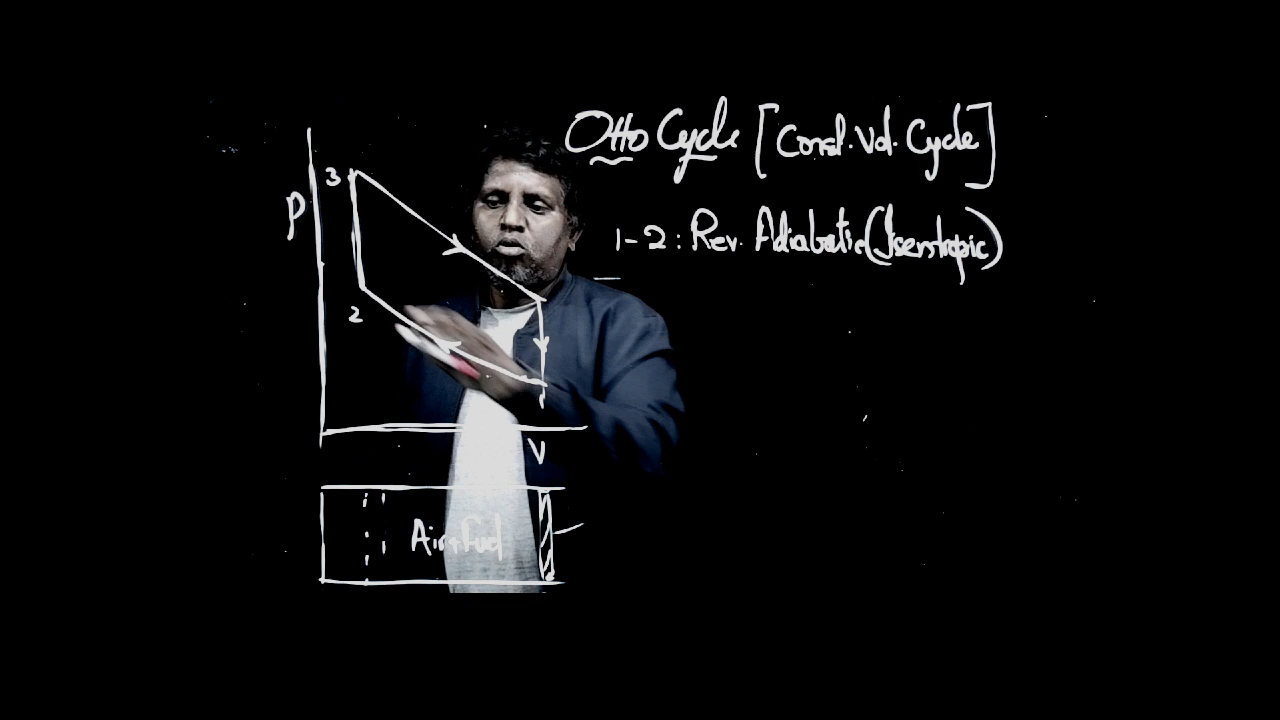 Otto Cycle [Const. Vol. Cycle]
1-2: Rev. Adiabatic (Isentropic)
3
P
2
V
Air+Fuel